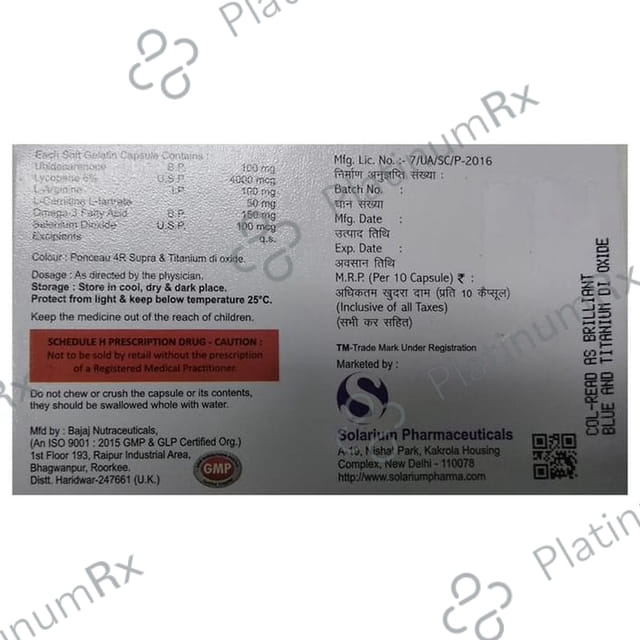 Each Soft Gelatin Capsule Contains :
Ubidecarenone B.P. 100 mg
Lycopene 6% U.S.P. 4000 mcg
L-Arginine I.P. 100 mg
L-Carnitine L-tartrate 50 mg
Omega-3 Fatty Acid B.P. 150 mg
Selenium Dioxide U.S.P. 100 mcg
Excipients q.s.
Colour : Ponceau 4R Supra & Titanium di oxide.
Dosage : As directed by the physician.
Storage : Store in cool, dry & dark place.
Protect from light & keep below temperature 25°C.
Keep the medicine out of the reach of children.
SCHEDULE H PRESCRIPTION DRUG - CAUTION :
Not to be sold by retail without the prescription
of a Registered Medical Practitioner.
Do not chew or crush the capsule or its contents,
they should be swallowed whole with water.
Mfd by : Bajaj Nutraceuticals,
(An ISO 9001 : 2015 GMP & GLP Certified Org.)
1st Floor 193, Raipur Industrial Area,
Bhagwanpur, Roorkee.
Distt. Haridwar-247661 (U.K.)
GMP
Mfg. Lic. No. :- 7/UA/SC/P-2016
निर्माण अनुज्ञप्ति संख्या :
Batch No. :
घान संख्या
Mfg. Date :
उत्पाद तिथि
Exp. Date :
अवसान तिथि
M.R.P. (Per 10 Capsule) ₹ :
अधिकतम खुदरा दाम (प्रति 10 कैप्सूल)
(Inclusive of all Taxes)
(सभी कर सहित)
TM-Trade Mark Under Registration
Marketed by :
Solarium Pharmaceuticals
A-19, Nishat Park, Kakrola Housing
Complex, New Delhi - 110078
http://www.solariumpharma.com
COL-READ AS BRILLIANT
BLUE AND TITANIUM DI OXIDE
PlatinumRx